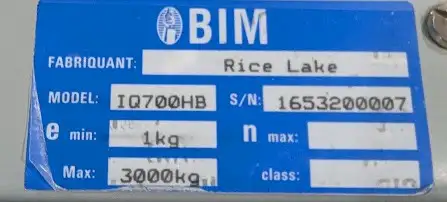 BIM
FABRIQUANT: Rice Lake
MODEL: IQ700HB S/N: 1653200007
e min: 1kg n max:
Max: 3000kg class: